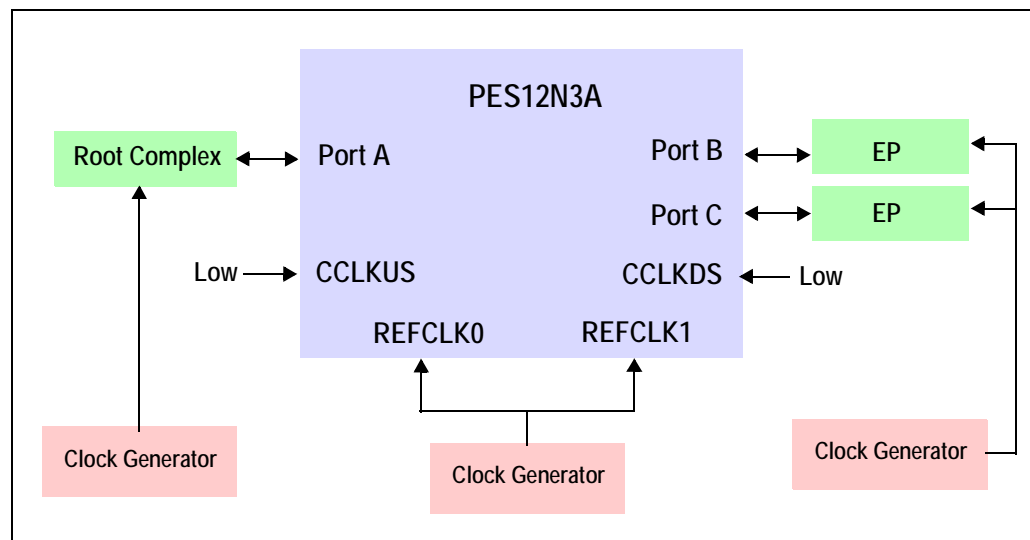 PES12N3A
Root Complex
Port A
Port B
EP
Port C
EP
Low
CCLKUS
CCLKDS
Low
REFCLK0
REFCLK1
Clock Generator
Clock Generator
Clock Generator